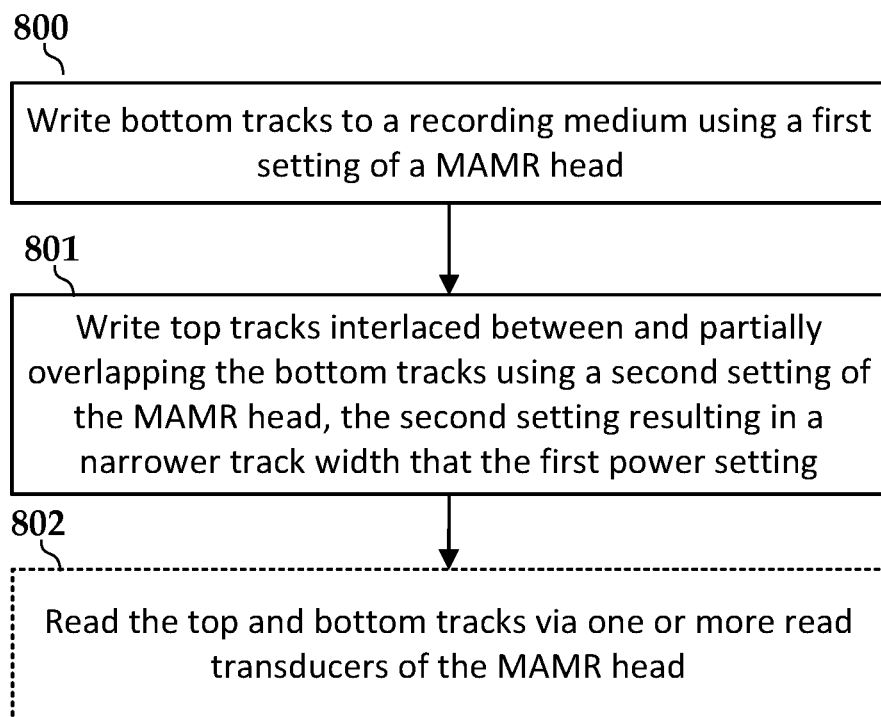 800
Write bottom tracks to a recording medium using a first
setting of a MAMR head
801
Write top tracks interlaced between and partially
overlapping the bottom tracks using a second setting of
the MAMR head, the second setting resulting in a
narrower track width that the first power setting
802
Read the top and bottom tracks via one or more read
transducers of the MAMR head